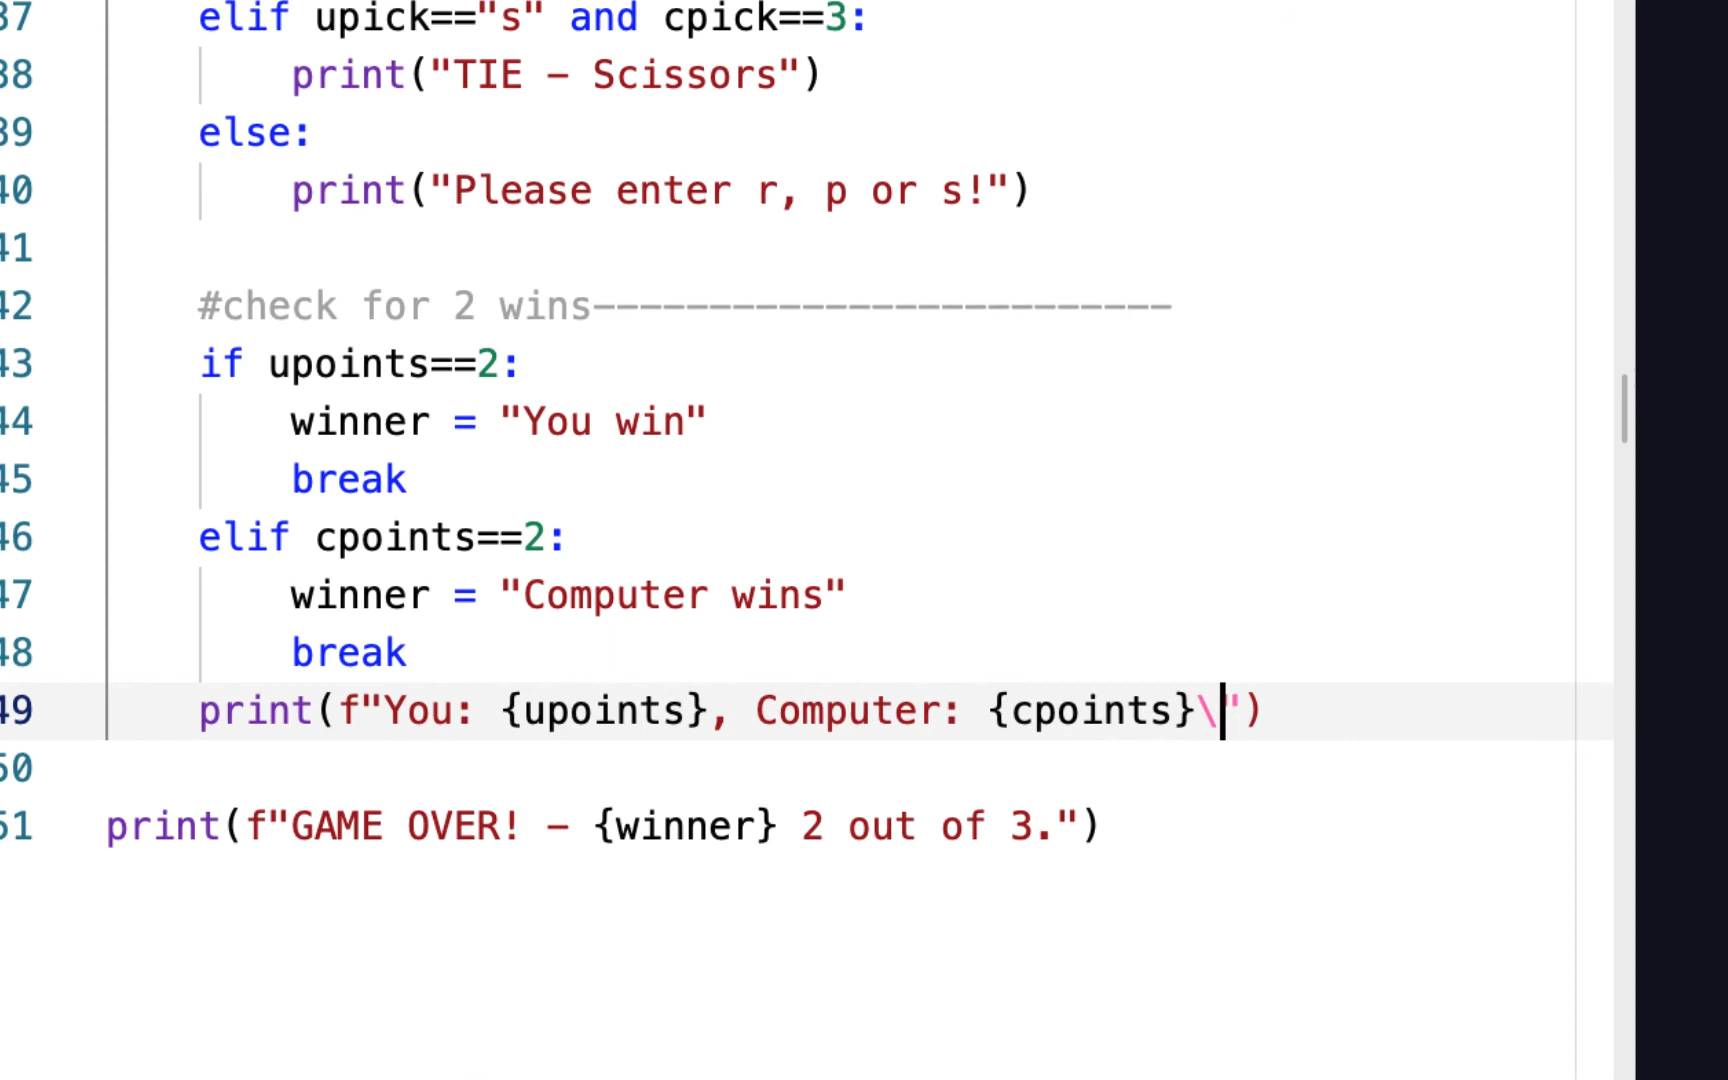 37 elif upick=="s" and cpick==3:
38 print("TIE – Scissors")
39 else:
40 print("Please enter r, p or s!")
41
42 #check for 2 wins-------------------------
43 if upoints==2:
44 winner = "You win"
45 break
46 elif cpoints==2:
47 winner = "Computer wins"
48 break
49 print(f"You: {upoints}, Computer: {cpoints}\")
50
51 print(f"GAME OVER! – {winner} 2 out of 3.")